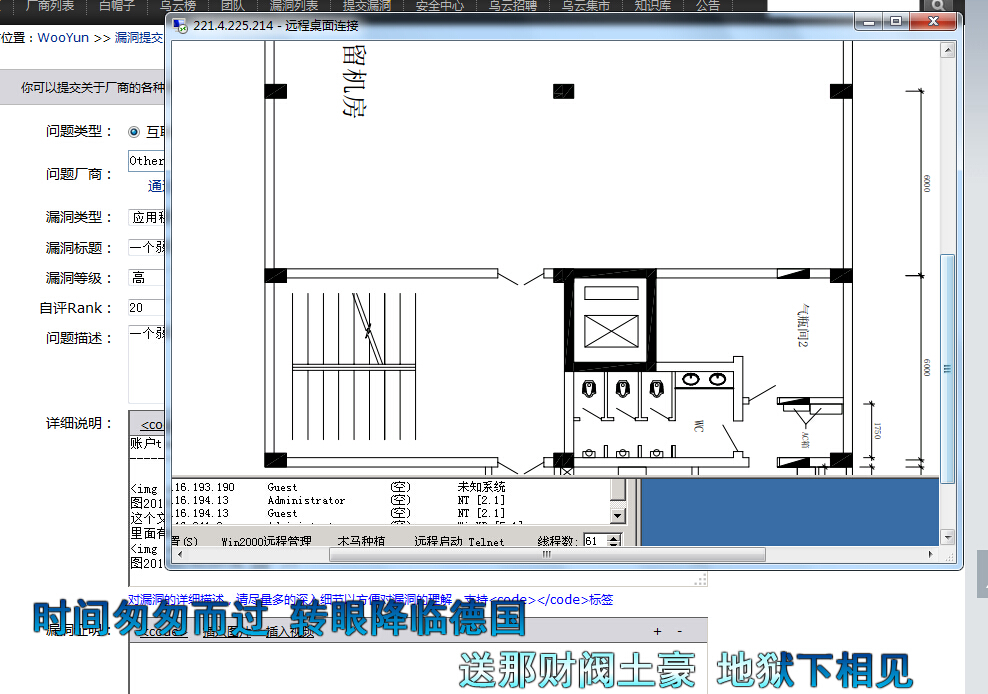 厂商列表 白帽子 乌云榜 团队 漏洞列表 提交漏洞 安全中心 乌云招聘 乌云集市 知识库 公告
221.4.225.214 - 远程桌面连接
位置：WooYun >> 漏洞提交
你可以提交关于厂商的各种
问题类型： 互
问题厂商： Other
通
漏洞类型： 应用
漏洞标题： 一个弱
漏洞等级： 高
自评Rank： 20
问题描述： 一个弱
详细说明： <co
账户t
<img
图201
这个文
里面有
<img
图201
留机房
6000
气瓶间2
6000
WC
1750
16.193.190 Guest (空) 未知系统
.16.194.13 Administrator (空) NT [2.1]
.16.194.13 Guest (空) NT [2.1]
置(S) Win2000远程管理 木马种植 远程启动 Telnet 线程数: 61
对漏洞的详细描述，请尽量多的深入细节以方便对漏洞的理解，支持<code></code>标签
漏洞证明： <code> 插入图片 插入视频 + -
时间匆匆而过 转眼降临德国
送那财阀土豪 地狱下相见